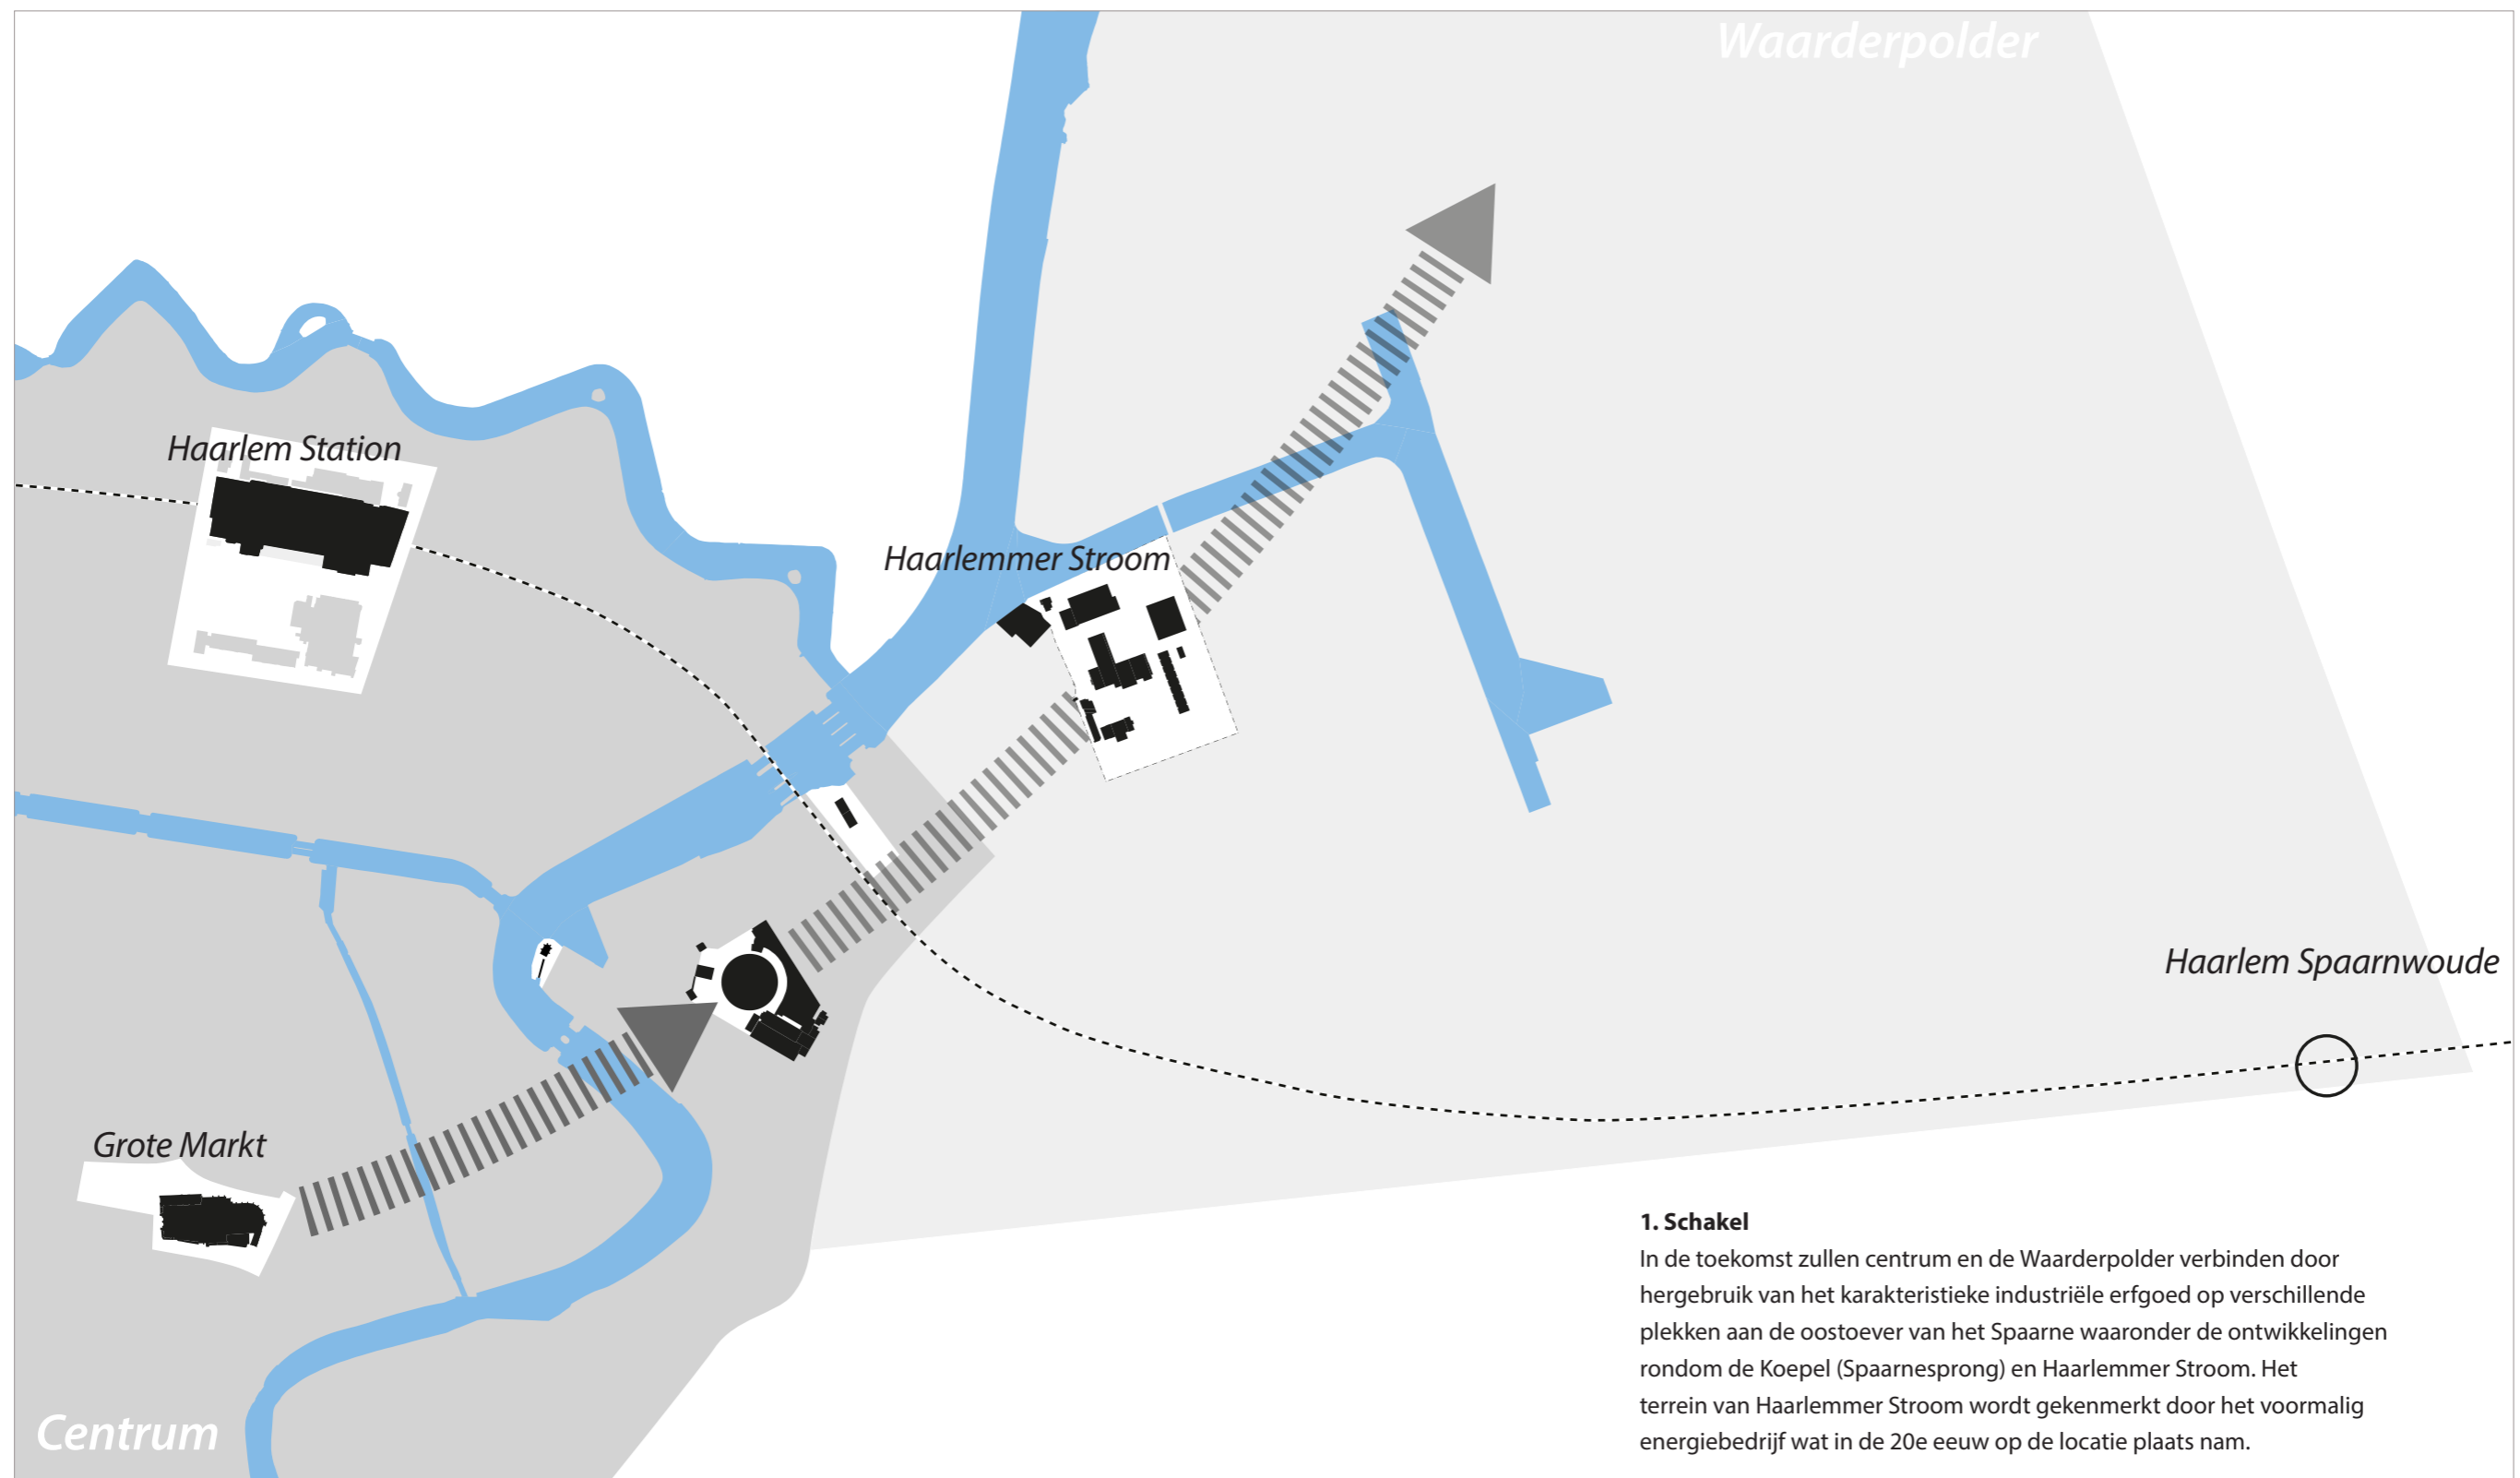 Waarderpolder
Haarlem Station
Haarlemmer Stroom
Haarlem Spaarnwoude
Grote Markt
Centrum
1. Schakel
In de toekomst zullen centrum en de Waarderpolder verbinden door
hergebruik van het karakteristieke industriële erfgoed op verschillende
plekken aan de oostoever van het Spaarne waaronder de ontwikkelingen
rondom de Koepel (Spaarnesprong) en Haarlemmer Stroom. Het
terrein van Haarlemmer Stroom wordt gekenmerkt door het voormalig
energiebedrijf wat in de 20e eeuw op de locatie plaats nam.